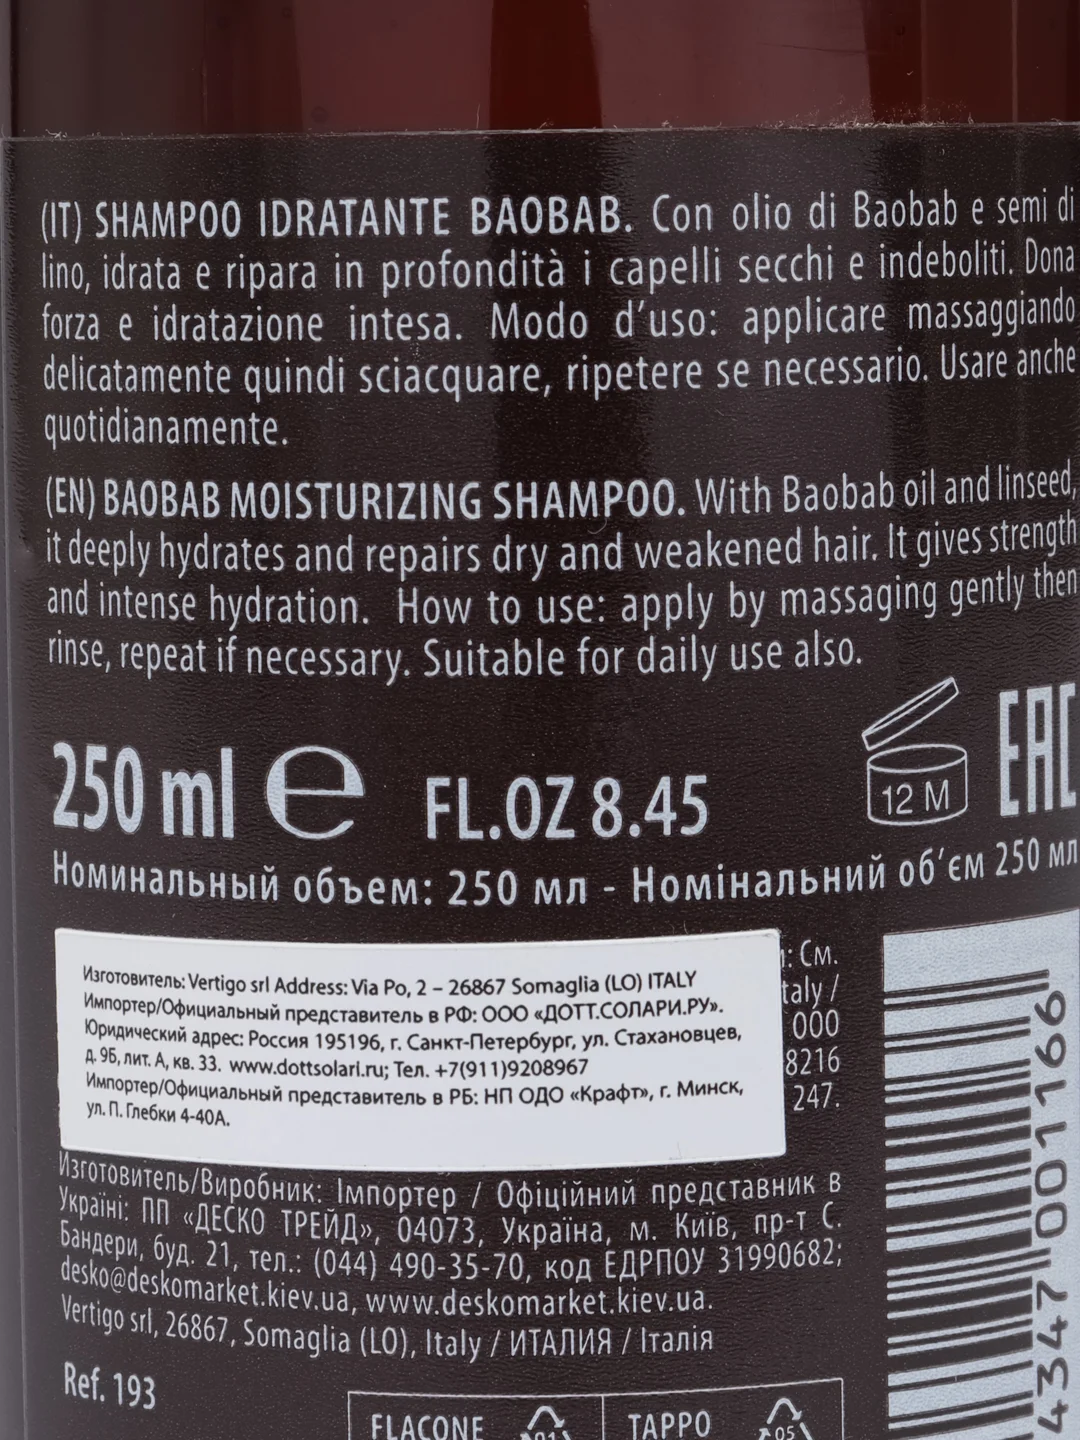 (IT) SHAMPOO IDRATANTE BAOBAB. Con olio di Baobab e semi di
lino, idrata e ripara in profondità i capelli secchi e indeboliti. Dona
forza e idratazione intesa. Modo d'uso: applicare massaggiando
delicatamente quindi sciacquare, ripetere se necessario. Usare anche
quotidianamente.
(EN) BAOBAB MOISTURIZING SHAMPOO. With Baobab oil and linseed,
it deeply hydrates and repairs dry and weakened hair. It gives strength
and intense hydration. How to use: apply by massaging gently then
rinse, repeat if necessary. Suitable for daily use also.
12 M
EAC
250 ml e FL.OZ 8.45
Номинальный объем: 250 мл - Номінальний об'єм 250 мл
Изготовитель: Vertigo srl Address: Via Po, 2 – 26867 Somaglia (LO) ITALY
Импортер/Официальный представитель в РФ: ООО «ДОТТ.СОЛАРИ.РУ».
Юридический адрес: Россия 195196, г. Санкт-Петербург, ул. Стахановцев,
д. 9Б, лит. А, кв. 33. www.dottsolari.ru; Тел. +7(911)9208967
Импортер/Официальный представитель в РБ: НП ОДО «Крафт», г. Минск,
ул. П. Глебки 4-40А.
: См.
taly /
000
8216
247.
Изготовитель/Виробник: Імпортер / Офіційний представник в
Україні: ПП «ДЕСКО ТРЕЙД», 04073, Україна, м. Київ, пр-т С.
Бандери, буд. 21, тел.: (044) 490-35-70, код ЕДРПОУ 31990682;
desko@deskomarket.kiev.ua, www.deskomarket.kiev.ua.
Vertigo srl, 26867, Somaglia (LO), Italy / ИТАЛИЯ / Італія
Ref. 193
FLACONE 01 TAPPO 05
4347 001166